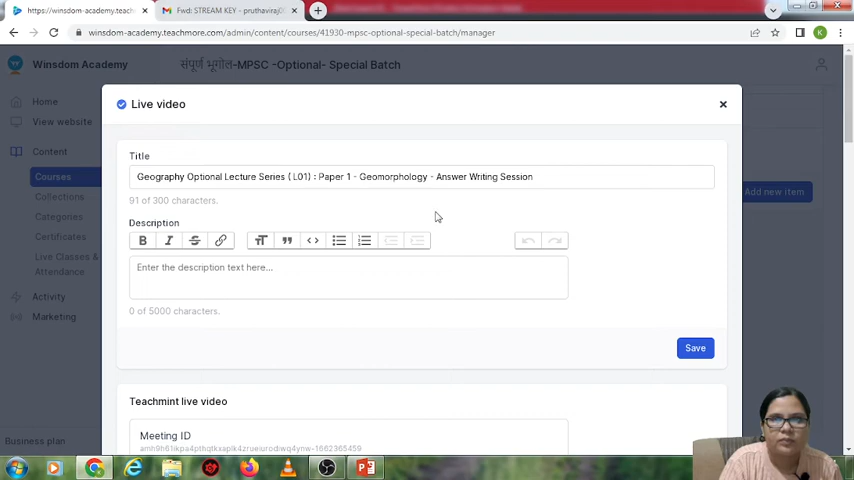 https://winsdom-academy.teach
Fwd: STREAM KEY - pruthaviraj0
winsdom-academy.teachmore.com/admin/content/courses/41930-mpsc-optional-special-batch/manager
Winsdom Academy
संपूर्ण भूगोल-MPSC -Optional- Special Batch
Home
View website
Content
Courses
Collections
Categories
Certificates
Live Classes &
Attendance
Activity
Marketing
Business plan
Add new item
Live video
Title
Geography Optional Lecture Series ( L01) : Paper 1 - Geomorphology - Answer Writing Session
91 of 300 characters.
Description
Enter the description text here...
0 of 5000 characters.
Save
Teachmint live video
Meeting ID